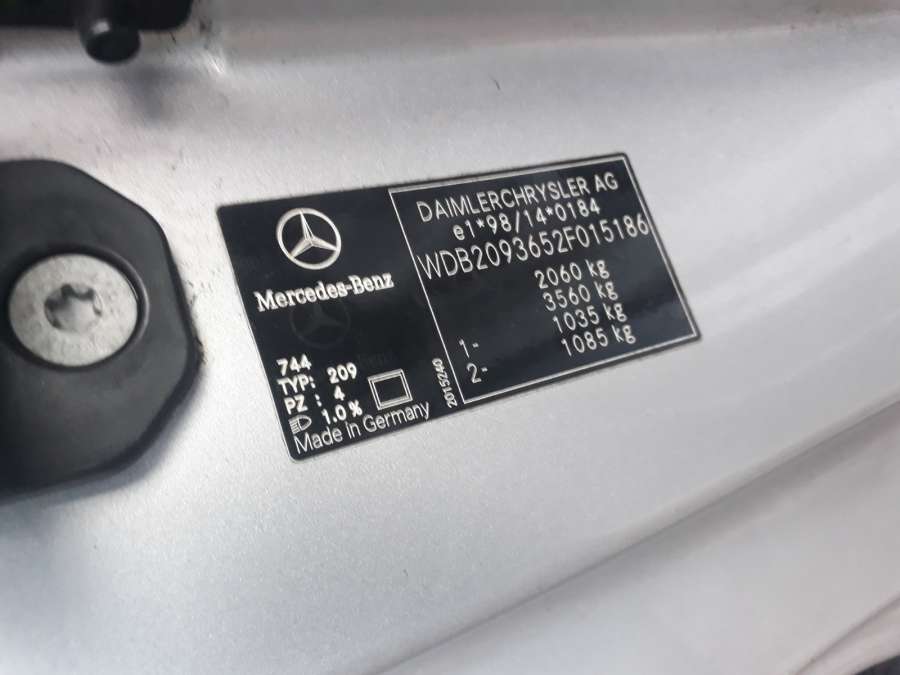 Mercedes-Benz
744
TYP: 209
PZ : 4
1.0 %
Made in Germany
2015240
DAIMLERCHRYSLER AG
e1*98/14*0184
WDB2093652F015186
2060 kg
3560 kg
1- 1035 kg
2- 1085 kg